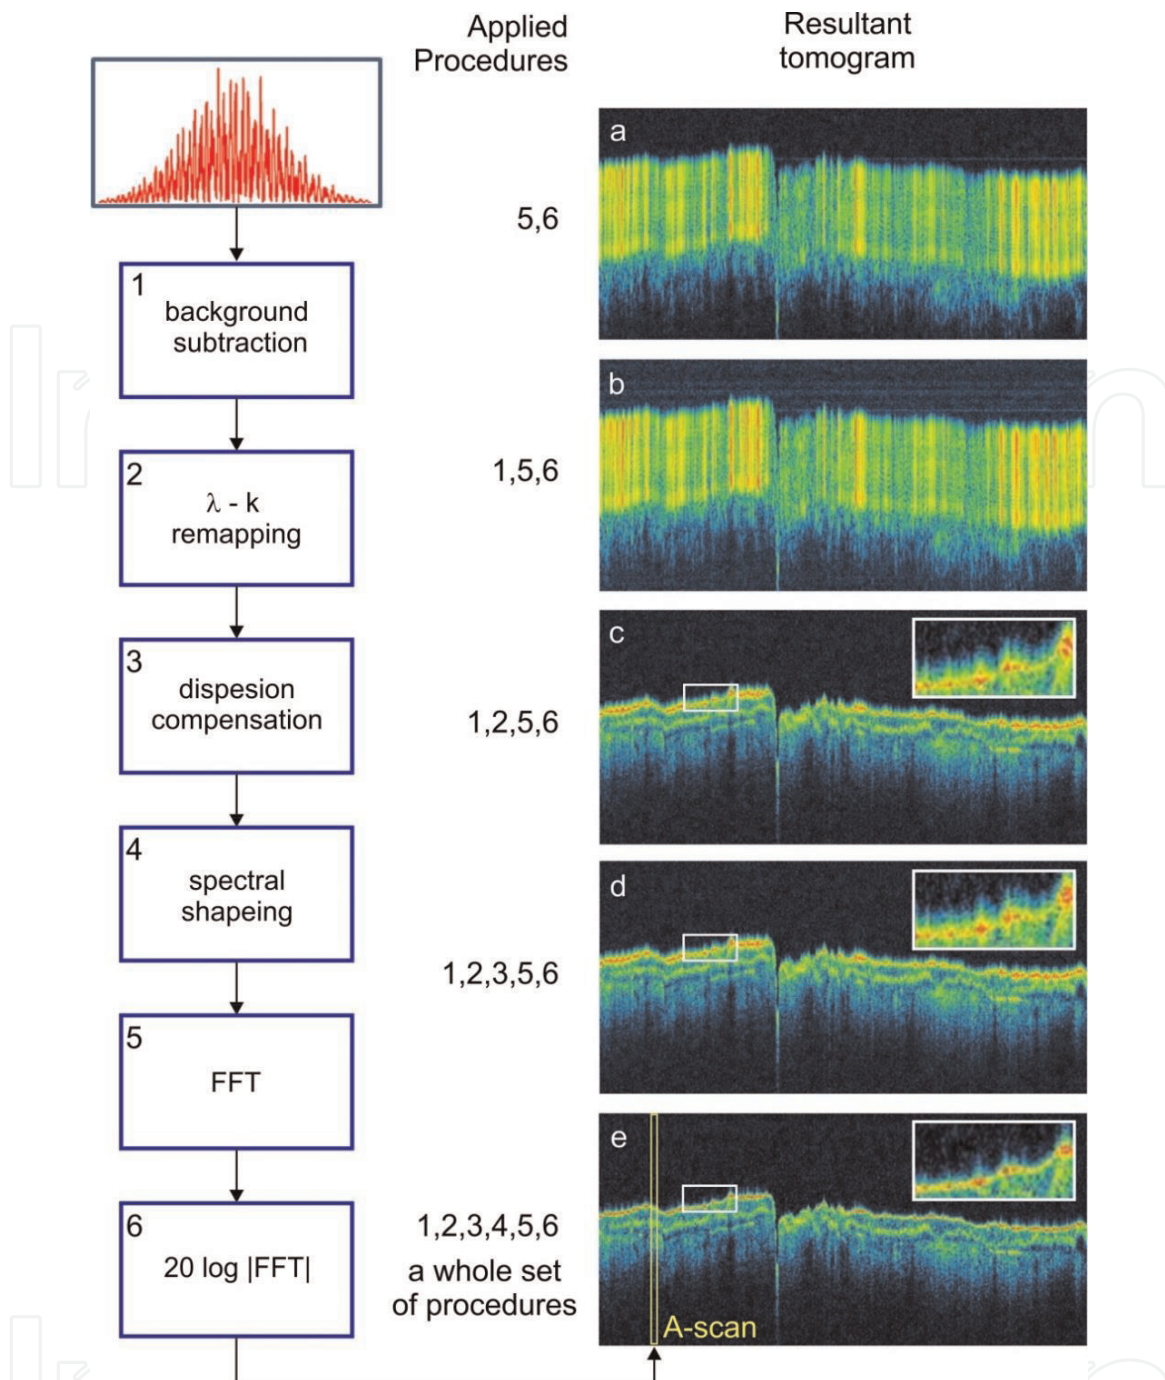 Applied
Procedures
Resultant
tomogram
1
background
subtraction
2
λ - k
remapping
3
dispesion
compensation
4
spectral
shapeing
5
FFT
6
20 log |FFT|
5,6
1,5,6
1,2,5,6
1,2,3,5,6
1,2,3,4,5,6
a whole set
of procedures
a
b
c
d
e
A-scan